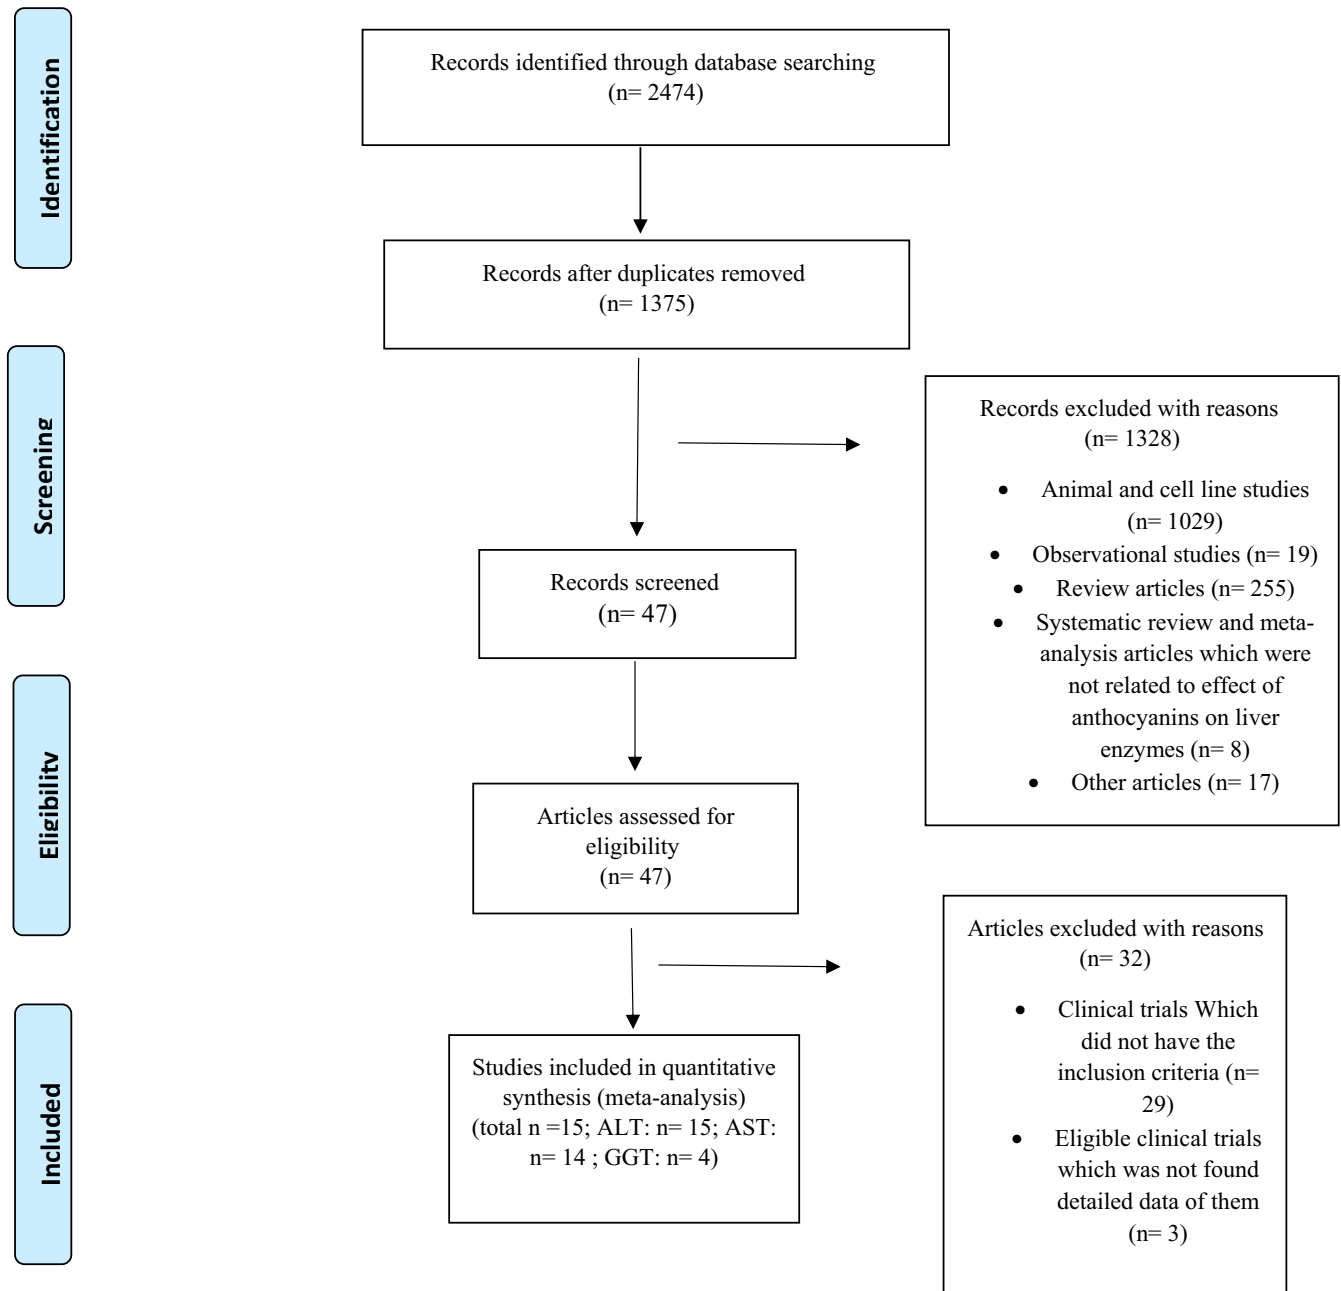 Identification
Records identified through database searching
(n= 2474)
Records after duplicates removed
(n= 1375)
Screening
Records excluded with reasons
(n= 1328)
• Animal and cell line studies
(n= 1029)
• Observational studies (n= 19)
• Review articles (n= 255)
• Systematic review and meta-
analysis articles which were
not related to effect of
anthocyanins on liver
enzymes (n= 8)
• Other articles (n= 17)
Records screened
(n= 47)
Eligibility
Articles assessed for
eligibility
(n= 47)
Articles excluded with reasons
(n= 32)
• Clinical trials Which
did not have the
inclusion criteria (n=
29)
• Eligible clinical trials
which was not found
detailed data of them
(n= 3)
Included
Studies included in quantitative
synthesis (meta-analysis)
(total n =15; ALT: n= 15; AST:
n= 14 ; GGT: n= 4)